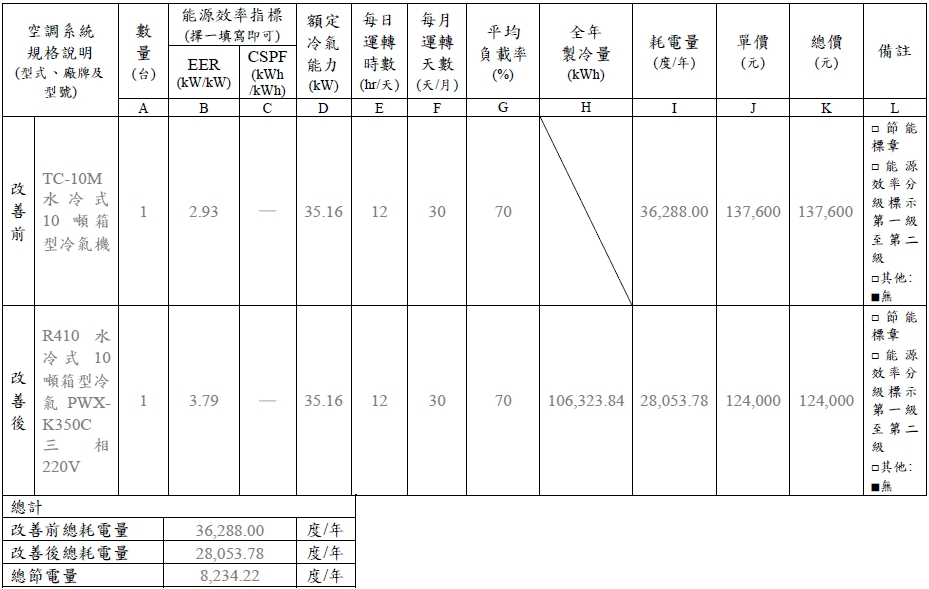 空調系統
規格說明
(型式、廠牌及
型號)
數
量
(台)
能源效率指標
(擇一填寫即可)
EER
(kW/kW)
CSPF
(kWh
/kWh)
額定
冷氣
能力
(kW)
每日
運轉
時數
(hr/天)
每月
運轉
天數
(天/月)
平均
負載率
(%)
全年
製冷量
(kWh)
耗電量
(度/年)
單價
(元)
總價
(元)
備註
A B C D E F G H I J K L
改
善
前
TC-10M
水冷式
10 噸箱
型冷氣機
1 2.93 — 35.16 12 30 70 36,288.00 137,600 137,600
□節能
標章
□能源
效率分
級標示
第一級
至第二
級
□其他:
■無
改
善
後
R410 水
冷式 10
噸箱型冷
氣 PWX-
K350C
三相
220V
1 3.79 — 35.16 12 30 70 106,323.84 28,053.78 124,000 124,000
□節能
標章
□能源
效率分
級標示
第一級
至第二
級
□其他:
■無
總計
改善前總耗電量 36,288.00 度/年
改善後總耗電量 28,053.78 度/年
總節電量 8,234.22 度/年